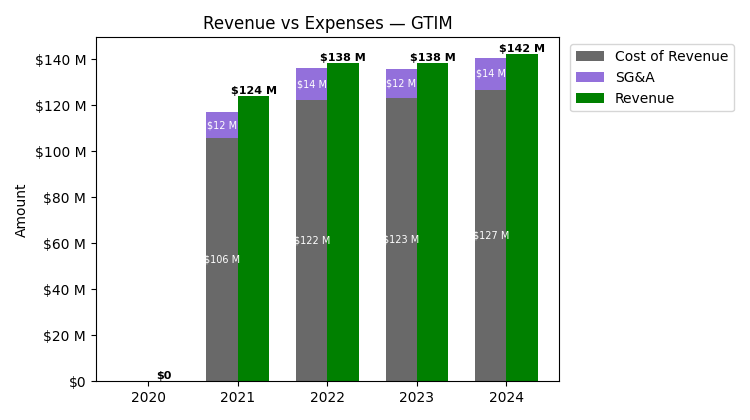 Revenue vs Expenses — GTIM
$140 M
$120 M
$100 M
$80 M
$60 M
$40 M
$20 M
$0
Amount
$0
$124 M
$12 M
$106 M
$138 M
$14 M
$122 M
$138 M
$12 M
$123 M
$142 M
$14 M
$127 M
2020 2021 2022 2023 2024
Cost of Revenue
SG&A
Revenue